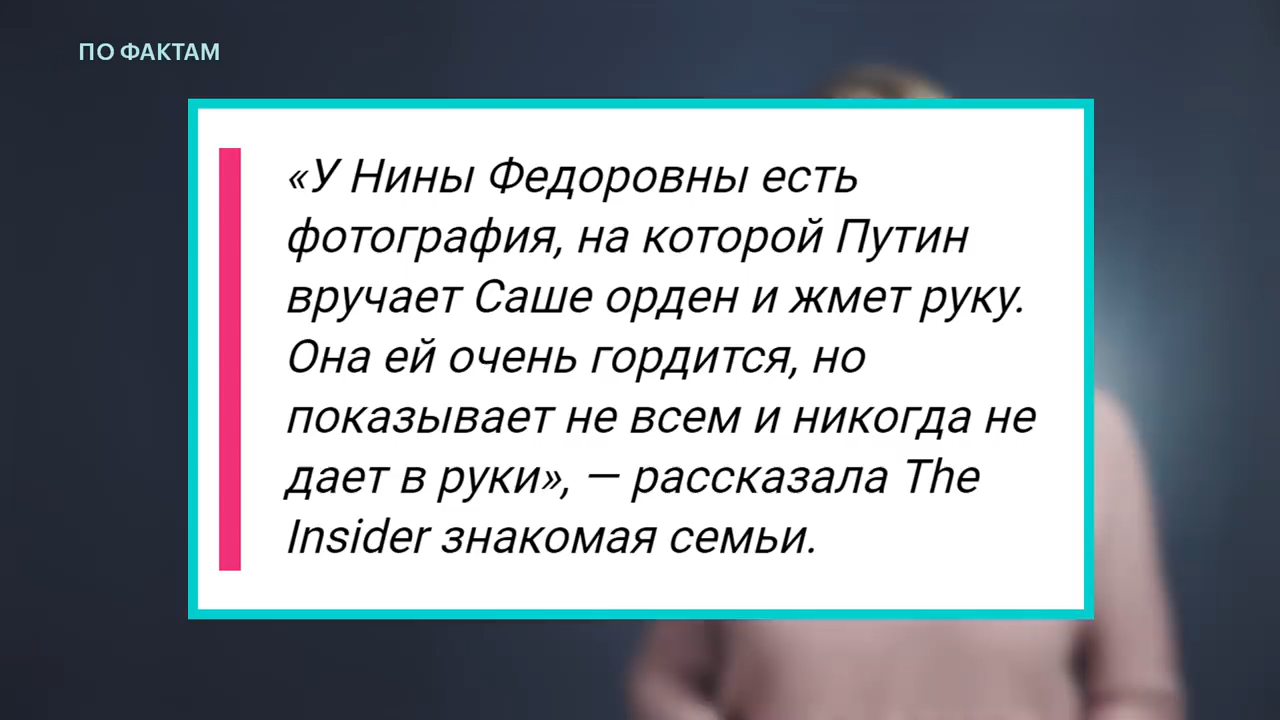 ПО ФАКТАМ
«У Нины Федоровны есть
фотография, на которой Путин
вручает Саше орден и жмет руку.
Она ей очень гордится, но
показывает не всем и никогда не
дает в руки», — рассказала The
Insider знакомая семьи.